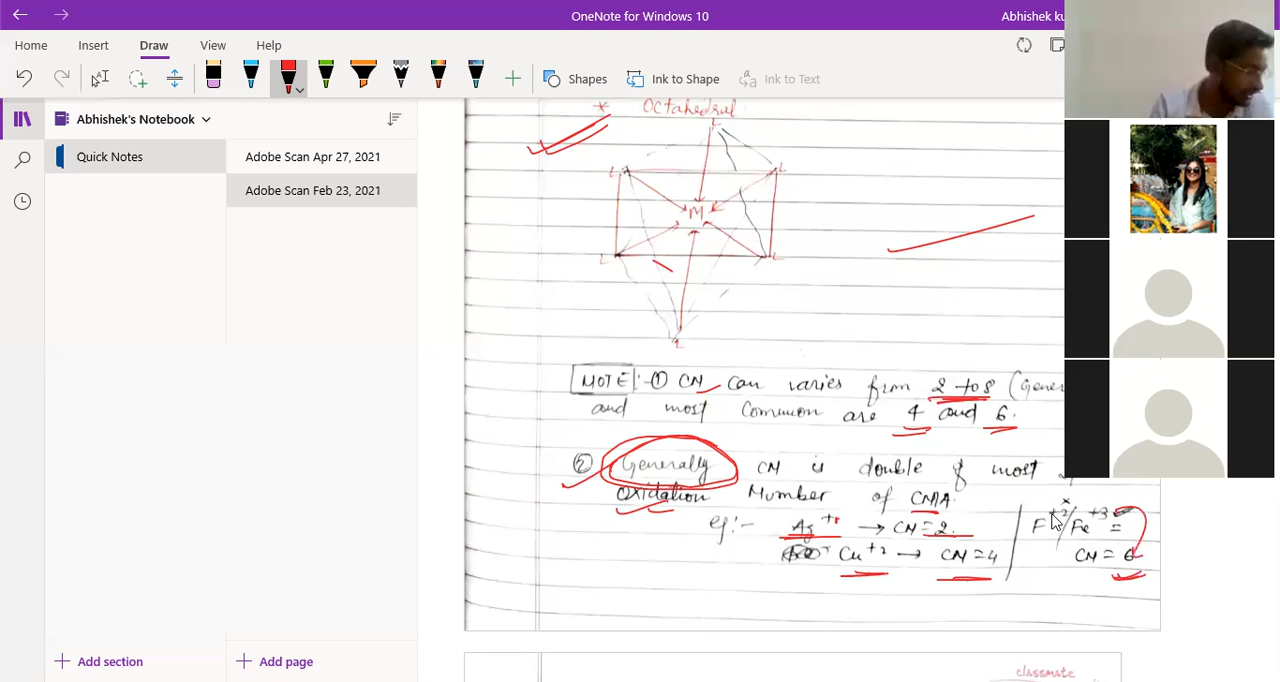 OneNote for Windows 10
Abhishek ku
Home Insert Draw View Help
Shapes Ink to Shape Ink to Text
Abhishek's Notebook
Quick Notes
Adobe Scan Apr 27, 2021
Adobe Scan Feb 23, 2021
* Octahedral
L
L L
M
L L
L
NOTE:- ① CN can varies from 2 to 8 (Gener
and most common are 4 and 6.
② Generally CN is double of most
Oxidation Number of CMA.
eg:- Ag+1 → CN=2.
Cu+2 → CN=4
F+2/Fe+3 =
CN = 6
Add section
Add page
classmate